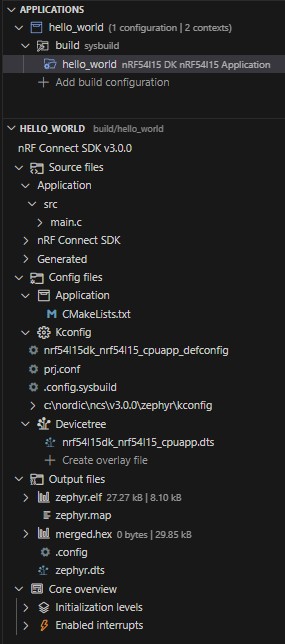 APPLICATIONS
hello_world (1 configuration | 2 contexts)
build sysbuild
hello_world nRF54l15 DK nRF54l15 Application
Add build configuration
HELLO_WORLD build/hello_world
nRF Connect SDK v3.0.0
Source files
Application
src
main.c
nRF Connect SDK
Generated
Config files
Application
CMakeLists.txt
Kconfig
nrf54l15dk_nrf54l15_cpuapp_defconfig
prj.conf
.config.sysbuild
c:\nordic\ncs\v3.0.0\zephyr\kconfig
Devicetree
nrf54l15dk_nrf54l15_cpuapp.dts
Create overlay file
Output files
zephyr.elf 27.27 kB | 8.10 kB
zephyr.map
merged.hex 0 bytes | 29.85 kB
.config
zephyr.dts
Core overview
Initialization levels
Enabled interrupts